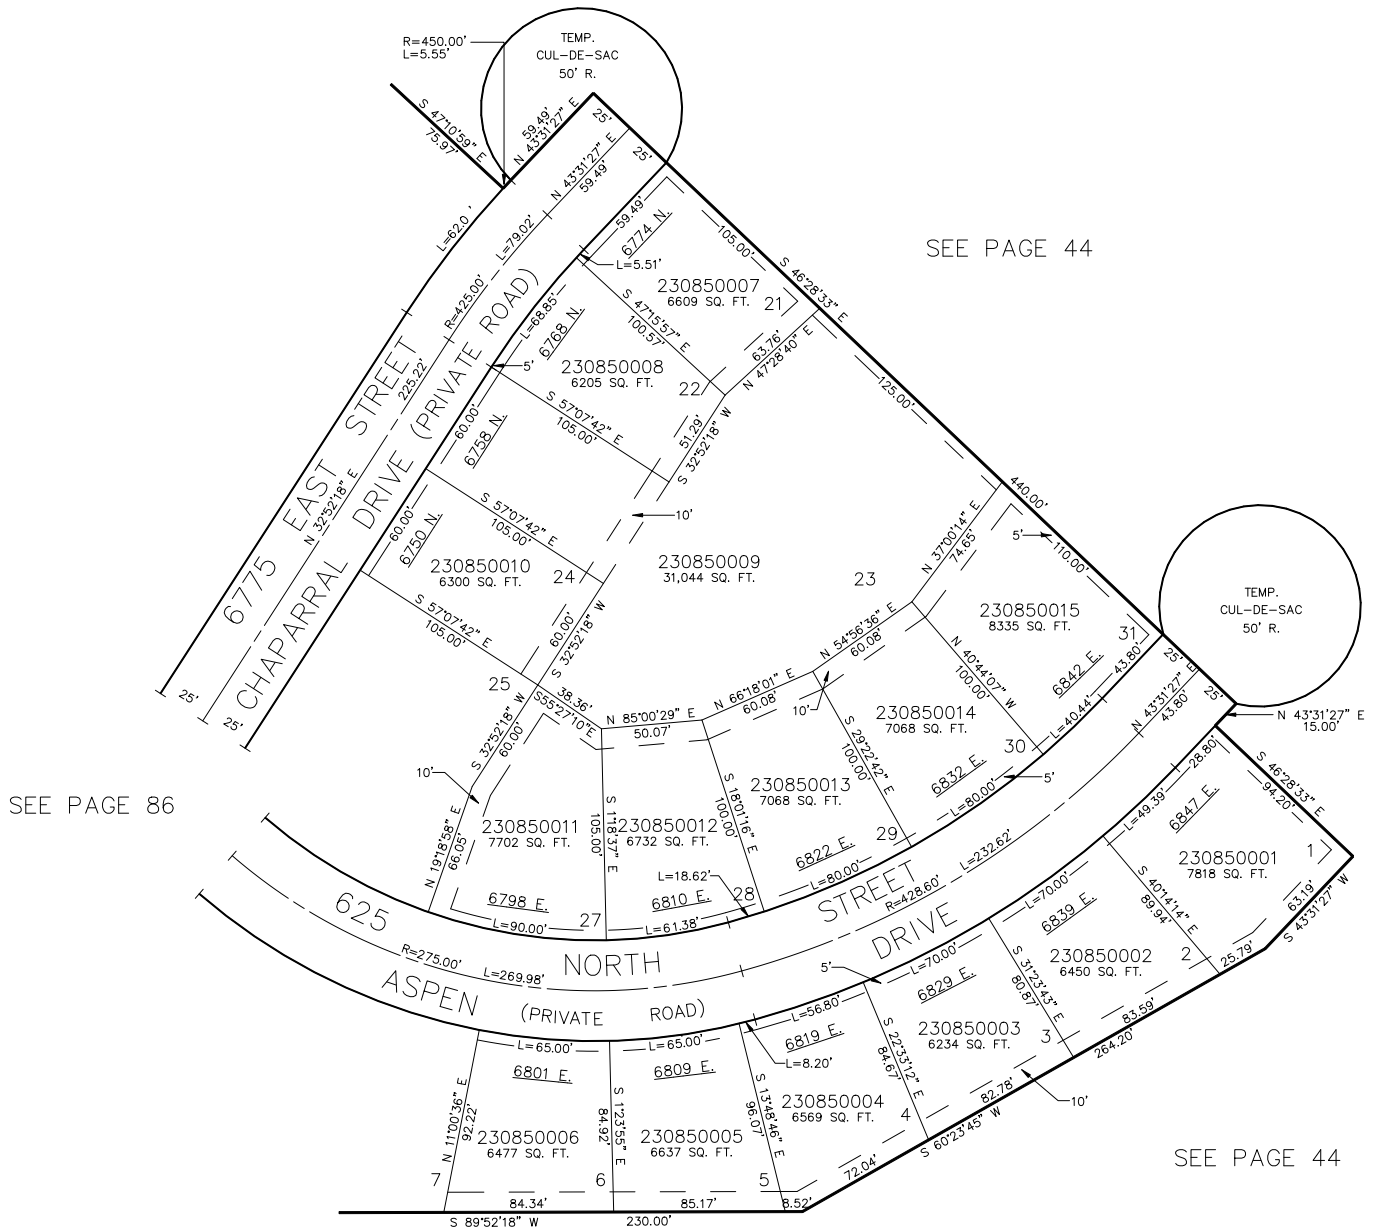 R=450.00'
L=5.55'
TEMP.
CUL-DE-SAC
50' R.
S 47°10'59" E
75.97'
59.49'
N 43°31'27" E
25'
25'
N 43°31'27" E
59.49'
L=62.0 '
L=79.02'
R=425.00'
59.49'
6774 N.
L=5.51'
105.00'
S 46°28'33" E
SEE PAGE 44
230850007
6609 SQ. FT.
21
S 47°15'57" E
100.57'
63.76'
N 47°28'40" E
L=68.85'
6768 N.
5'
230850008
6205 SQ. FT.
22
S 57°07'42" E
105.00'
51.29'
S 32°52'18" W
125.00'
6775 EAST STREET
CHAPARRAL DRIVE (PRIVATE ROAD)
225.22'
N 32°52'18" E
60.00'
6758 N.
S 57°07'42" E
105.00'
10'
60.00'
6750 N.
230850010
6300 SQ. FT.
24
230850009
31,044 SQ. FT.
23
440.00'
N 37°00'14" E
74.65'
5'
110.00'
TEMP.
CUL-DE-SAC
50' R.
230850015
8335 SQ. FT.
31
S 57°07'42" E
105.00'
60.00'
S 32°52'18" W
N 54°56'36" E
60.08'
N 40°44'07" W
100.00'
6842 E.
43.80'
25'
25'
N 43°31'27" E
43.80'
25'
25'
25
38.36'
S55°27'10"E
N 85°00'29" E
50.07'
N 66°18'01" E
60.08'
10'
230850014
7068 SQ. FT.
30
L=40.44'
N 43°31'27" E
15.00'
S 32°52'18" W
60.00'
S 29°22'42" E
100.00'
6832 E.
L=80.00'
5'
28.80'
S 46°28'33" E
94.20'
SEE PAGE 86
10'
N 19°18'58" E
66.05'
230850011
7702 SQ. FT.
S 1°18'37" E
105.00'
230850012
6732 SQ. FT.
S 18°01'16" E
100.00'
230850013
7068 SQ. FT.
29
6822 E.
L=80.00'
L=232.62'
R=428.60'
L=49.39'
6847 E.
230850001
7818 SQ. FT.
1
63.19'
S 43°31'27" W
L=18.62'
28
6798 E.
L=90.00'
27
6810 E.
L=61.38'
625 NORTH STREET
ASPEN (PRIVATE ROAD) DRIVE
R=275.00'
L=269.98'
L=70.00'
6839 E.
S 40°14'14" E
89.94'
230850002
6450 SQ. FT.
2
25.79'
5'
L=70.00'
6829 E.
S 31°23'43" E
80.87'
230850003
6234 SQ. FT.
3
83.59'
264.20'
L=56.80'
6819 E.
L=8.20'
S 22°33'12" E
84.67'
82.78'
10'
L=65.00'
6801 E.
L=65.00'
6809 E.
N 11°00'36" E
92.22'
230850006
6477 SQ. FT.
S 1°23'55" E
84.92'
230850005
6637 SQ. FT.
S 13°48'46" E
96.07'
230850004
6569 SQ. FT.
4
S 60°23'45" W
72.04'
SEE PAGE 44
7
6
5
84.34'
85.17'
8.52'
S 89°52'18" W
230.00'